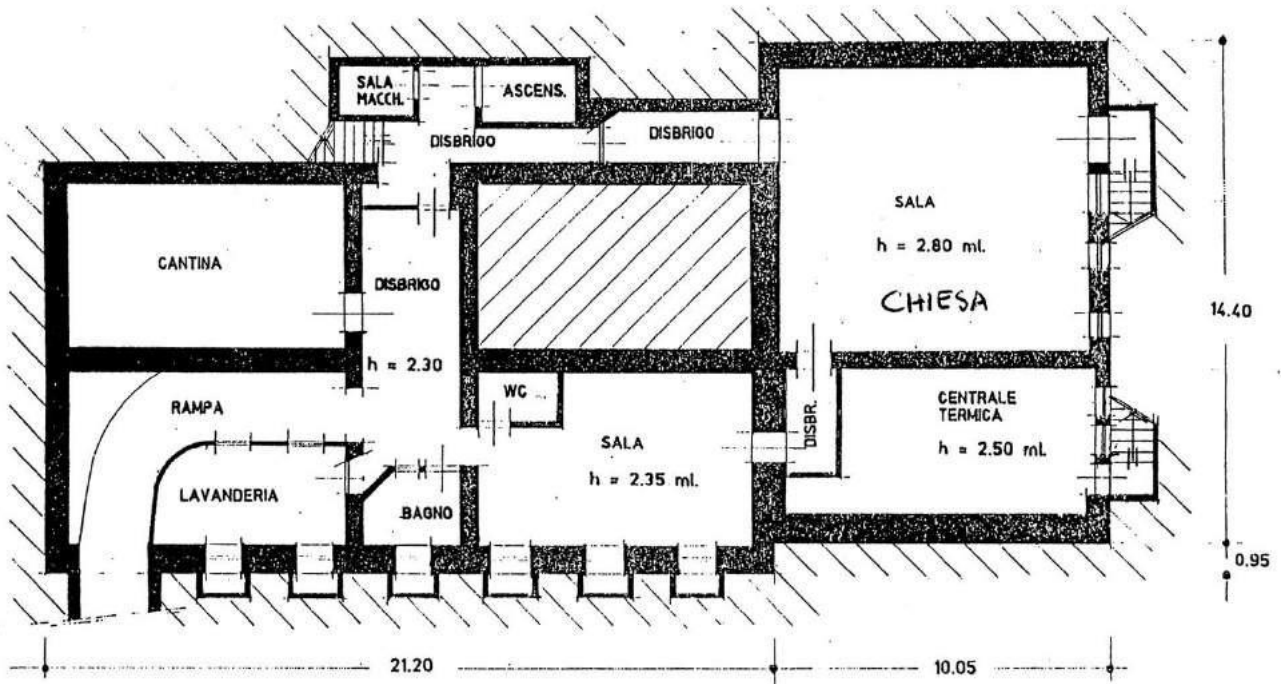 SALA
MACCH.
ASCENS.
DISBRIGO
DISBRIGO
CANTINA
DISBRIGO
h = 2.30
SALA
h = 2.80 ml.
CHIESA
14.40
RAMPA
WC
SALA
h = 2.35 ml.
DISBR.
CENTRALE
TERMICA
h = 2.50 ml.
LAVANDERIA
BAGNO
0.95
21.20
10.05